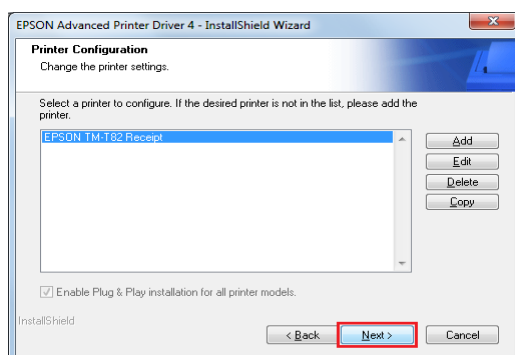 EPSON Advanced Printer Driver 4 - InstallShield Wizard
Printer Configuration
Change the printer settings.
Select a printer to configure. If the desired printer is not in the list, please add the
printer.
EPSON TM-T82 Receipt
Add
Edit
Delete
Copy
Enable Plug & Play installation for all printer models.
InstallShield
< Back
Next >
Cancel